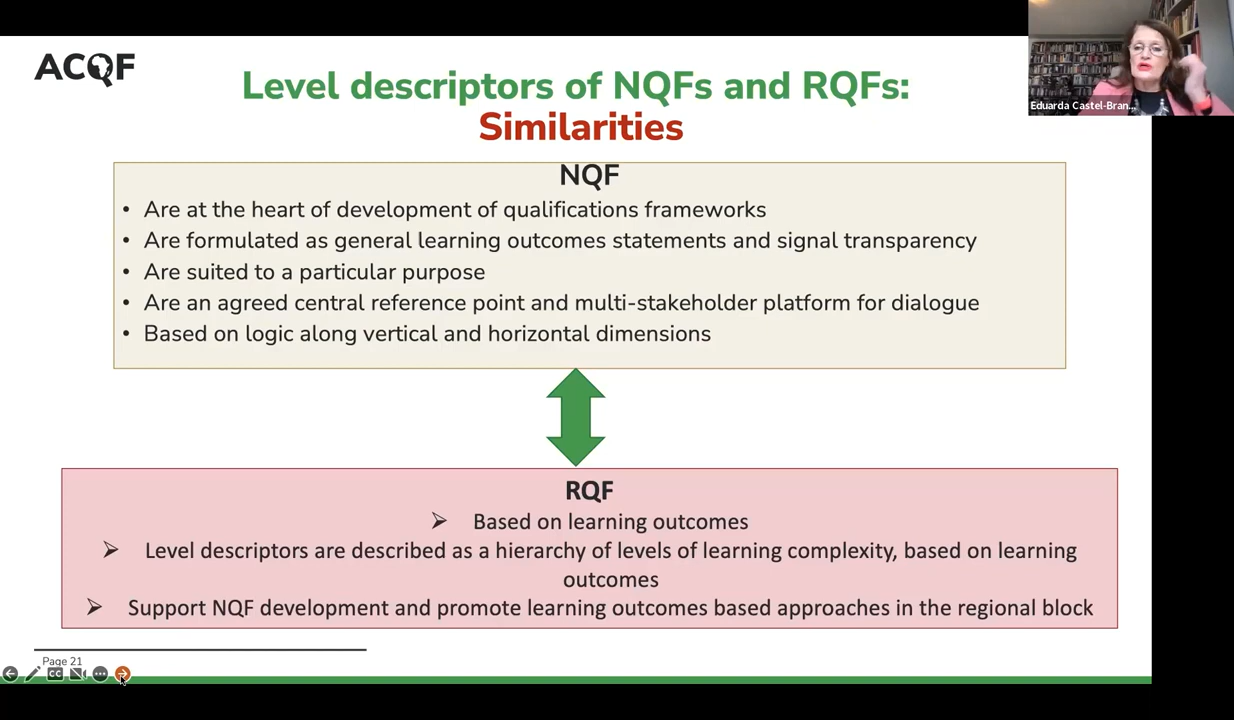 ACQF
Level descriptors of NQFs and RQFs:
Similarities
Eduarda Castel-Bran...
NQF
• Are at the heart of development of qualifications frameworks
• Are formulated as general learning outcomes statements and signal transparency
• Are suited to a particular purpose
• Are an agreed central reference point and multi-stakeholder platform for dialogue
• Based on logic along vertical and horizontal dimensions
RQF
➢ Based on learning outcomes
➢ Level descriptors are described as a hierarchy of levels of learning complexity, based on learning
outcomes
➢ Support NQF development and promote learning outcomes based approaches in the regional block
Page 21
CC